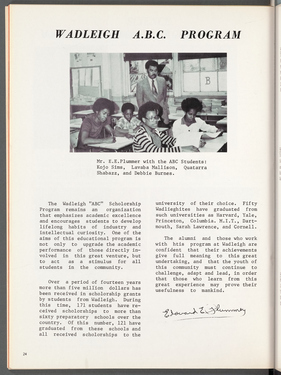 WADLEIGH A.B.C. PROGRAM
Mr. E.E.Plummer with the ABC Students:
Kojo Sims, Lavaba Mallison, Quatarra
Shabazz, and Debbie Burnes.
The Wadleigh "ABC" Scholorship
Program remains an organization
that emphasizes academic excellence
and encourages students to develop
lifelong habits of industry and
intellectual curiosity. One of the
aims of this educational program is
not only to upgrade the academic
performance of those directly in-
volved in this great venture, but
to act as a stimulus for all
students in the community.
Over a period of fourteen years
more than five million dollars has
been received in scholarship grants
by students from Wadleigh. During
this time, 171 students have re-
ceived scholarships to more than
sixty preparatory schools over the
country. Of this number, 121 have
graduated from these schools and
all received scholarships to the
university of their choice. Fifty
Wadleighites have graduated from
such universities as Harvard, Yale,
Princeton, Columbia, M.I.T., Dart-
mouth, Sarah Lawrence, and Cornell.
The alumni and those who work
with this program at Wadleigh are
confident that their achievements
give full meaning to this great
undertaking, and that the youth of
this community must continue to
challenge, adapt and lead, in order
that those who learn from this
great experience may prove their
usefulness to mankind.
Edouard E. Plummer